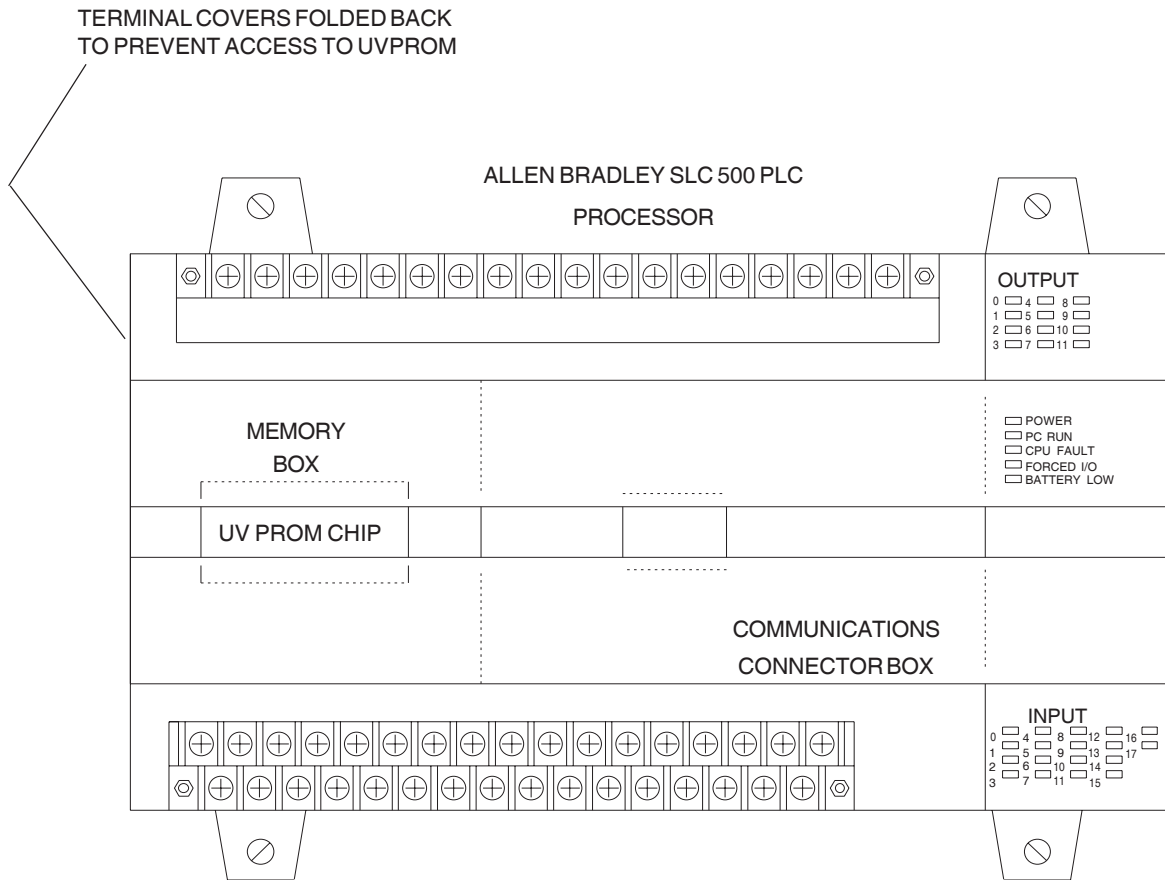 TERMINAL COVERS FOLDED BACK
TO PREVENT ACCESS TO UVPROM
ALLEN BRADLEY SLC 500 PLC
PROCESSOR
OUTPUT
0 4 8
1 5 9
2 6 10
3 7 11
MEMORY
BOX
POWER
PC RUN
CPU FAULT
FORCED I/O
BATTERY LOW
UV PROM CHIP
COMMUNICATIONS
CONNECTOR BOX
INPUT
0 4 8 12 16
1 5 9 13 17
2 6 10 14
3 7 11 15